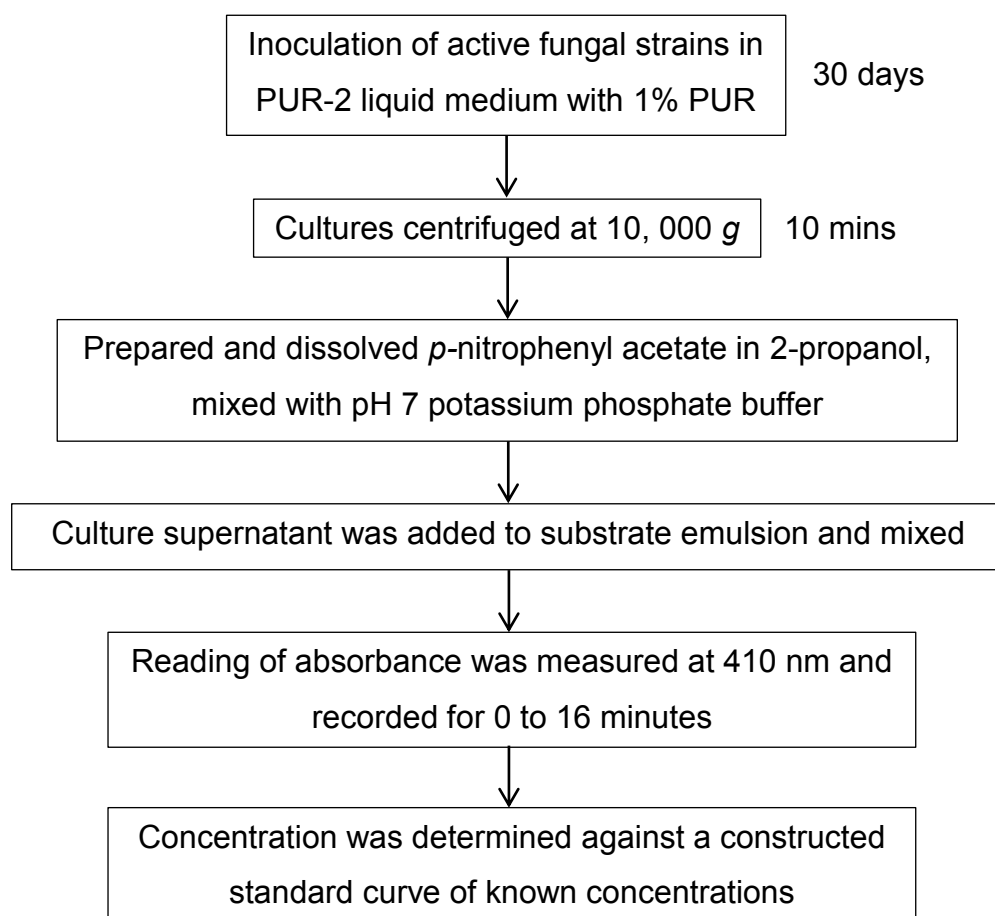 Inoculation of active fungal strains in
PUR-2 liquid medium with 1% PUR
30 days
Cultures centrifuged at 10, 000 g
10 mins
Prepared and dissolved p-nitrophenyl acetate in 2-propanol,
mixed with pH 7 potassium phosphate buffer
Culture supernatant was added to substrate emulsion and mixed
Reading of absorbance was measured at 410 nm and
recorded for 0 to 16 minutes
Concentration was determined against a constructed
standard curve of known concentrations